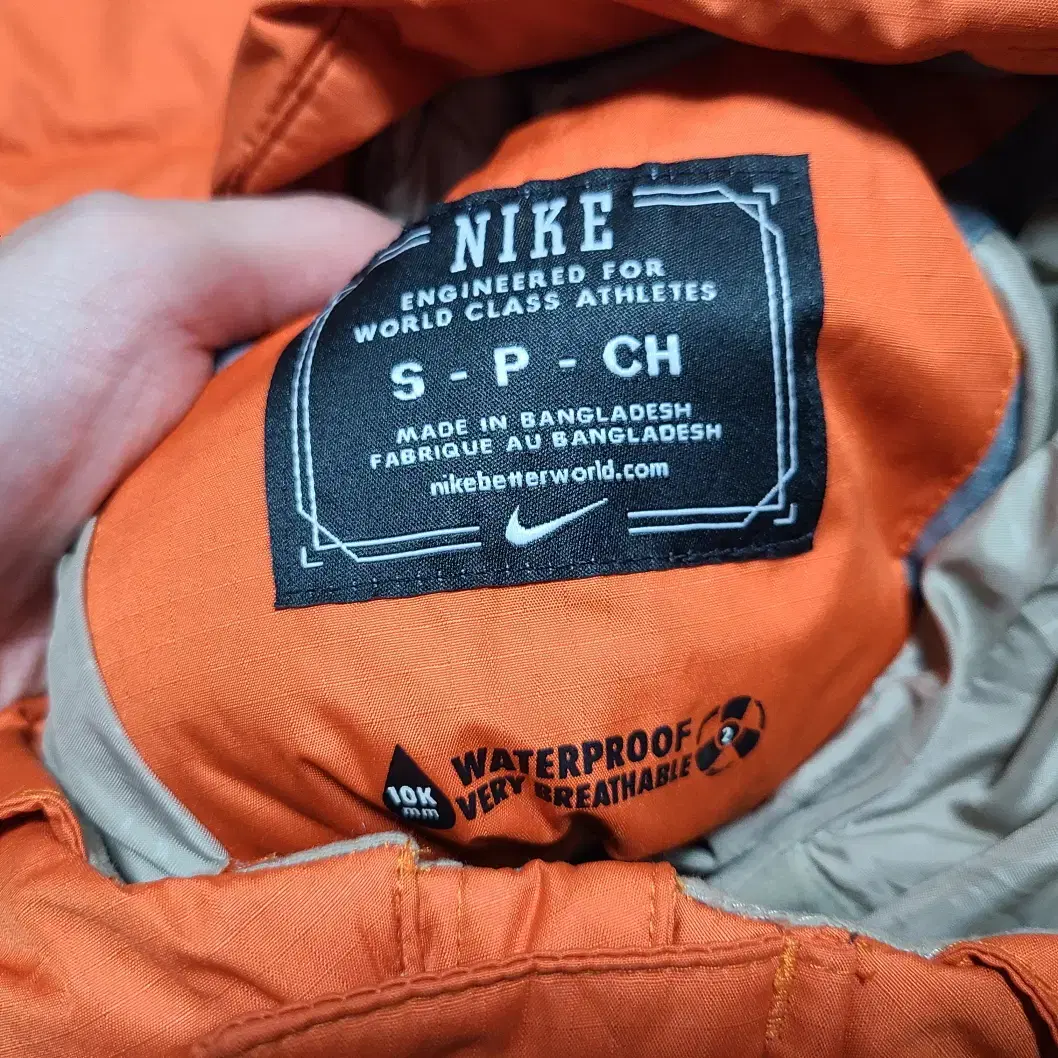 NIKE
ENGINEERED FOR
WORLD CLASS ATHLETES
S - P - CH
MADE IN BANGLADESH
FABRIQUE AU BANGLADESH
nikebetterworld.com
10K
mm
WATERPROOF
VERY BREATHABLE
2